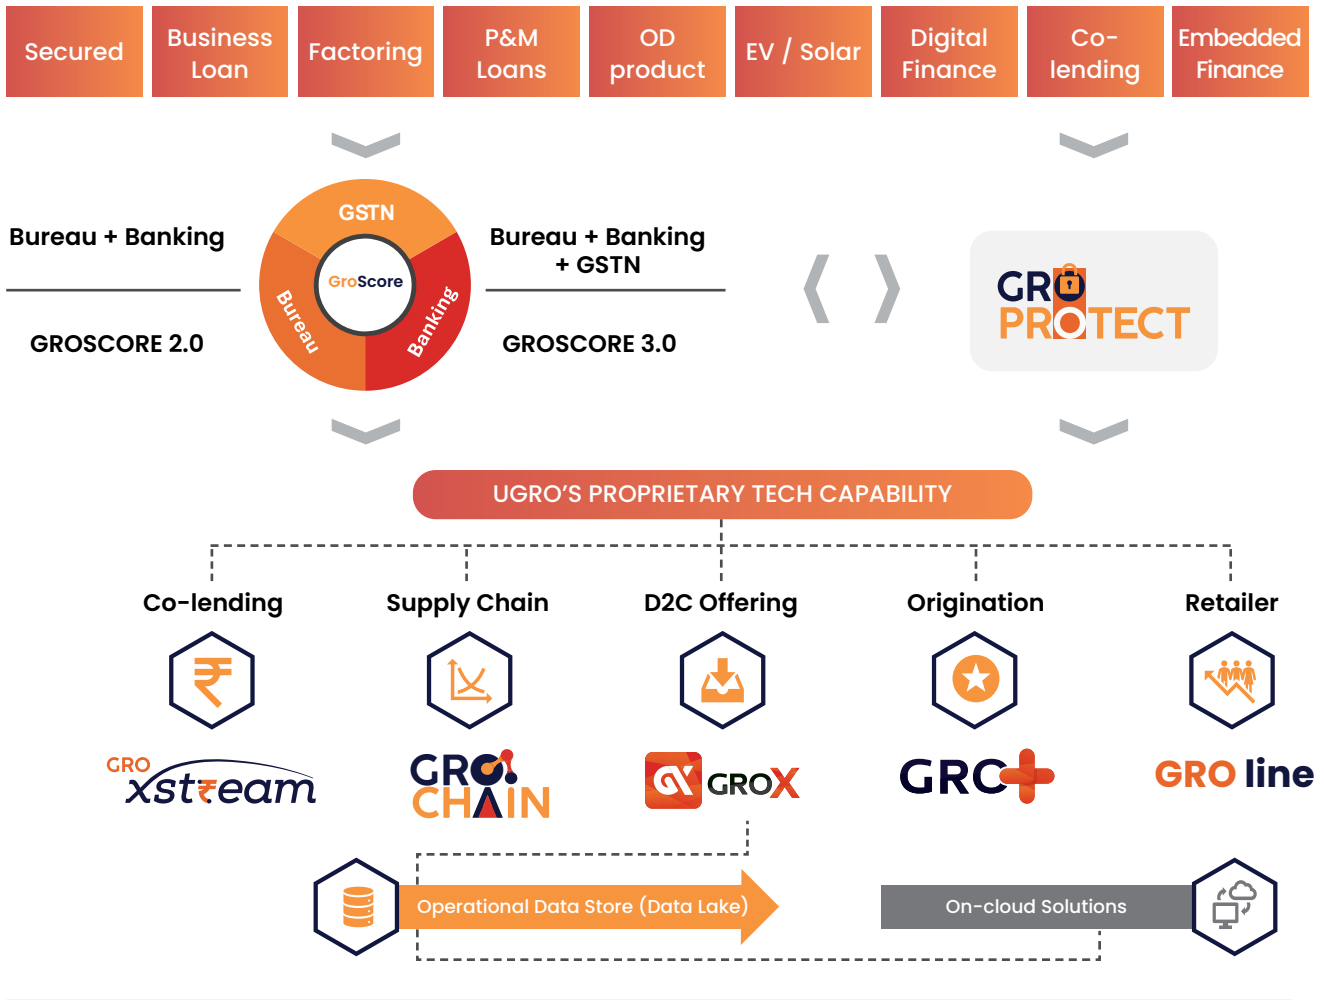 Secured
Business
Loan
Factoring
P&M
Loans
OD
product
EV / Solar
Digital
Finance
Co-
lending
Embedded
Finance
Bureau + Banking
GROSCORE 2.0
GSTN
Bureau
Banking
GroScore
Bureau + Banking
+ GSTN
GROSCORE 3.0
GRO
PROTECT
UGRO'S PROPRIETARY TECH CAPABILITY
Co-lending
Supply Chain
D2C Offering
Origination
Retailer
GRO
xstream
GRO
CHAIN
GX
GROX
GRO+
GRO line
Operational Data Store (Data Lake)
On-cloud Solutions